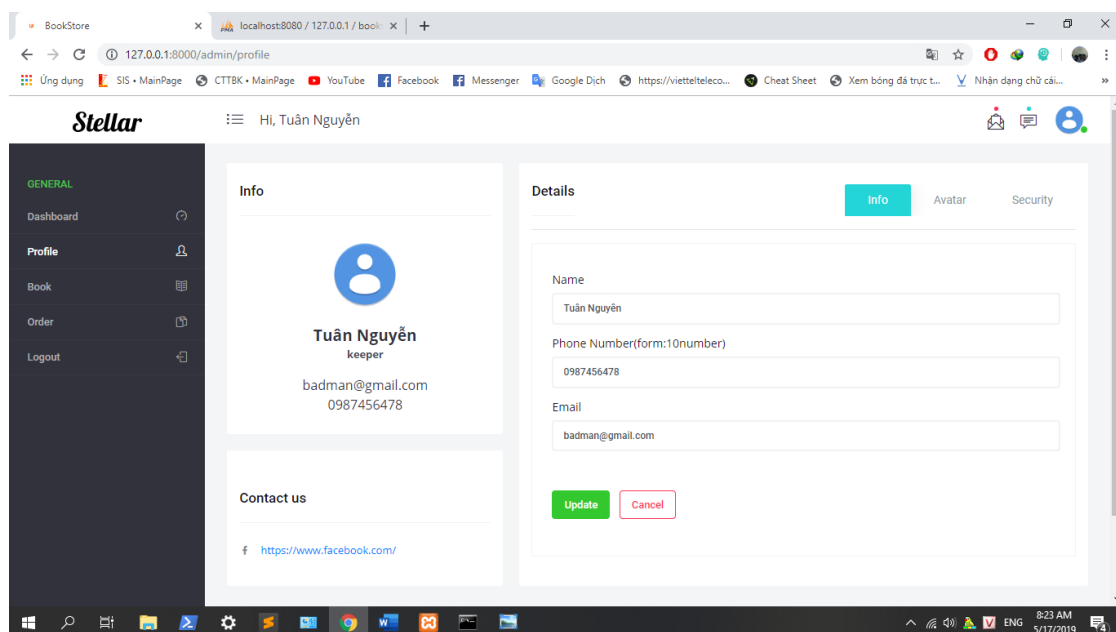 BookStore
localhost:8080 / 127.0.0.1 / book
127.0.0.1:8000/admin/profile
Ứng dụng SIS • MainPage CTTBK • MainPage YouTube Facebook Messenger Google Dịch https://viettelteleco... Cheat Sheet Xem bóng đá trực t... Nhận dạng chữ cái... »
Stellar
Hi, Tuân Nguyễn
GENERAL
Dashboard
Profile
Book
Order
Logout
Info
Tuân Nguyễn
keeper
badman@gmail.com
0987456478
Contact us
https://www.facebook.com/
Details
Info Avatar Security
Name
Tuân Nguyễn
Phone Number(form:10number)
0987456478
Email
badman@gmail.com
Update Cancel
ENG
8:23 AM
5/17/2019